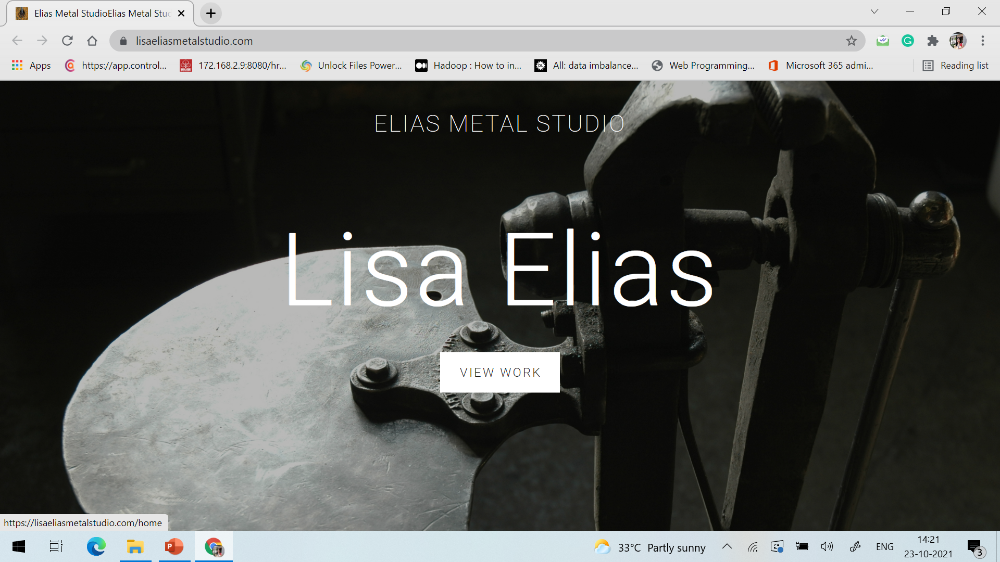 Elias Metal StudioElias Metal Stud
lisaeliasmetalstudio.com
Apps https://app.control... 172.168.2.9:8080/hr... Unlock Files Power... Hadoop : How to in... All: data imbalance... Web Programming... Microsoft 365 admi... Reading list
ELIAS METAL STUDIO
Lisa Elias
VIEW WORK
https://lisaeliasmetalstudio.com/home
33°C Partly sunny
ENG
14:21
23-10-2021
3